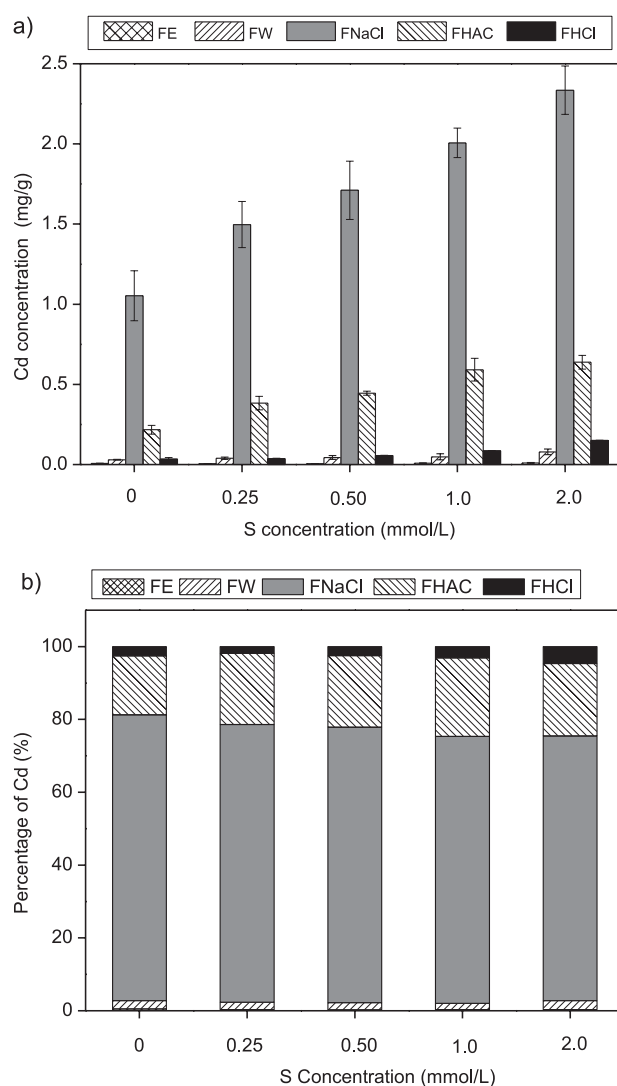 a)
FE FW FNaCl FHAC FHCl
2.5
2.0
1.5
1.0
0.5
0.0
Cd concentration (mg/g)
0 0.25 0.50 1.0 2.0
S concentration (mmol/L)
b)
FE FW FNaCl FHAC FHCl
100
80
60
40
20
0
Percentage of Cd (%)
0 0.25 0.50 1.0 2.0
S Concentration (mmol/L)